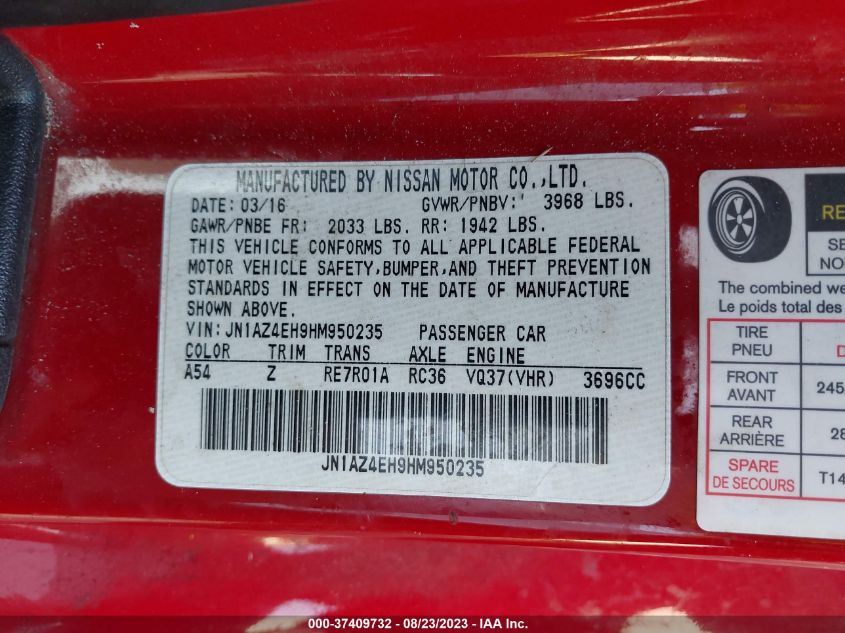 MANUFACTURED BY NISSAN MOTOR CO.,LTD.
DATE: 03/16 GVWR/PNBV: 3968 LBS.
GAWR/PNBE FR: 2033 LBS. RR: 1942 LBS.
THIS VEHICLE CONFORMS TO ALL APPLICABLE FEDERAL
MOTOR VEHICLE SAFETY,BUMPER,AND THEFT PREVENTION
STANDARDS IN EFFECT ON THE DATE OF MANUFACTURE
SHOWN ABOVE.
VIN:JN1AZ4EH9HM950235 PASSENGER CAR
COLOR TRIM TRANS AXLE ENGINE
A54 Z RE7R01A RC36 VQ37(VHR) 3696CC
JN1AZ4EH9HM950235
The combined
Le poids total des
TIRE
PNEU
FRONT
AVANT
245
REAR
ARRIÈRE
28
SPARE
DE SECOURS
T14
000-37409732 - 08/23/2023 - IAA Inc.